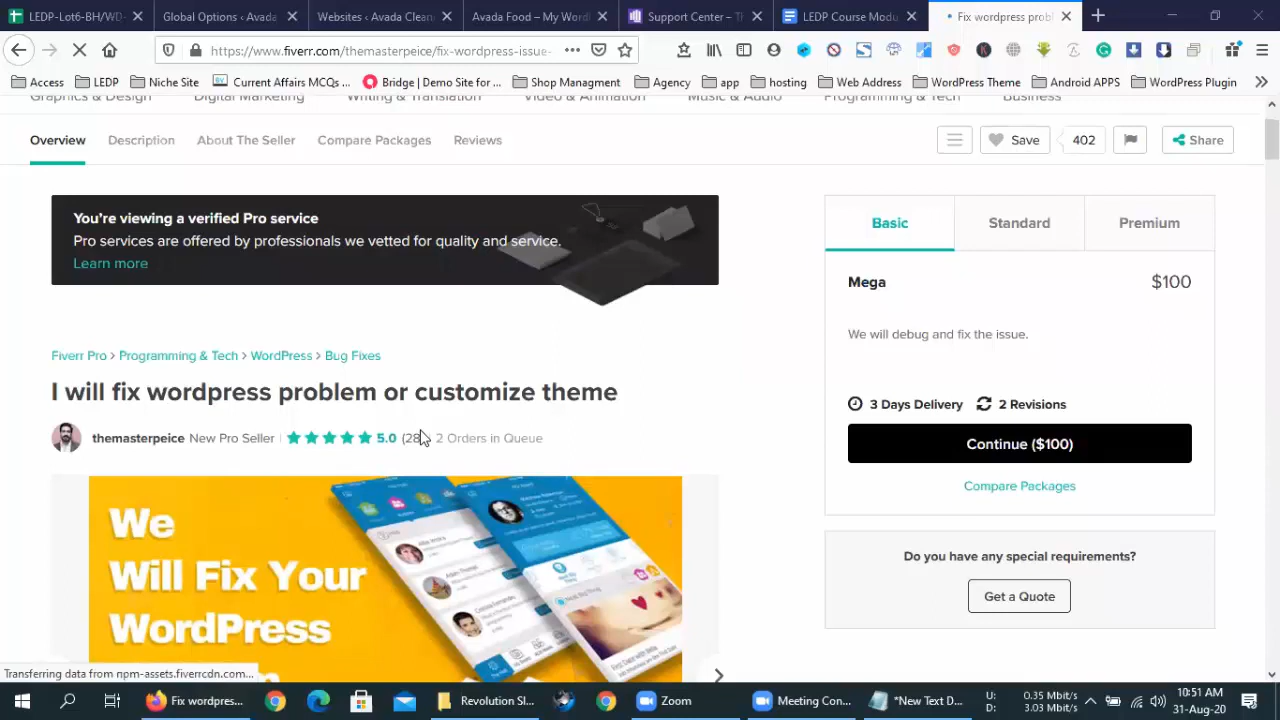 LEDP-Lot6-BH/WD-
Global Options ‹ Avada
Websites ‹ Avada Clean
Avada Food – My Word
Support Center – T
LEDP Course Modu
Fix wordpress probl
https://www.fiverr.com/themasterpeice/fix-wordpress-issue-
Access
LEDP
Niche Site
Current Affairs MCQs ...
Bridge | Demo Site for ...
Shop Managment
Agency
app
hosting
Web Address
WordPress Theme
Android APPS
WordPress Plugin
Graphics & Design
Digital Marketing
Writing & Translation
Video & Animation
Music & Audio
Programming & Tech
Business
Overview
Description
About The Seller
Compare Packages
Reviews
Save
402
Share
You're viewing a verified Pro service
Pro services are offered by professionals we vetted for quality and service.
Learn more
Fiverr Pro > Programming & Tech > WordPress > Bug Fixes
I will fix wordpress problem or customize theme
themasterpeice New Pro Seller 5.0 (28 2 Orders in Queue
We
Will Fix Your
WordPress
Basic
Standard
Premium
Mega
$100
We will debug and fix the issue.
3 Days Delivery
2 Revisions
Continue ($100)
Compare Packages
Do you have any special requirements?
Get a Quote
Transferring data from npm-assets.fiverrcdn.com...
Fix wordpres...
Revolution Sl...
Zoom
Meeting Con...
*New Text D...
U: 0.35 Mbit/s
D: 3.03 Mbit/s
10:51 AM
31-Aug-20